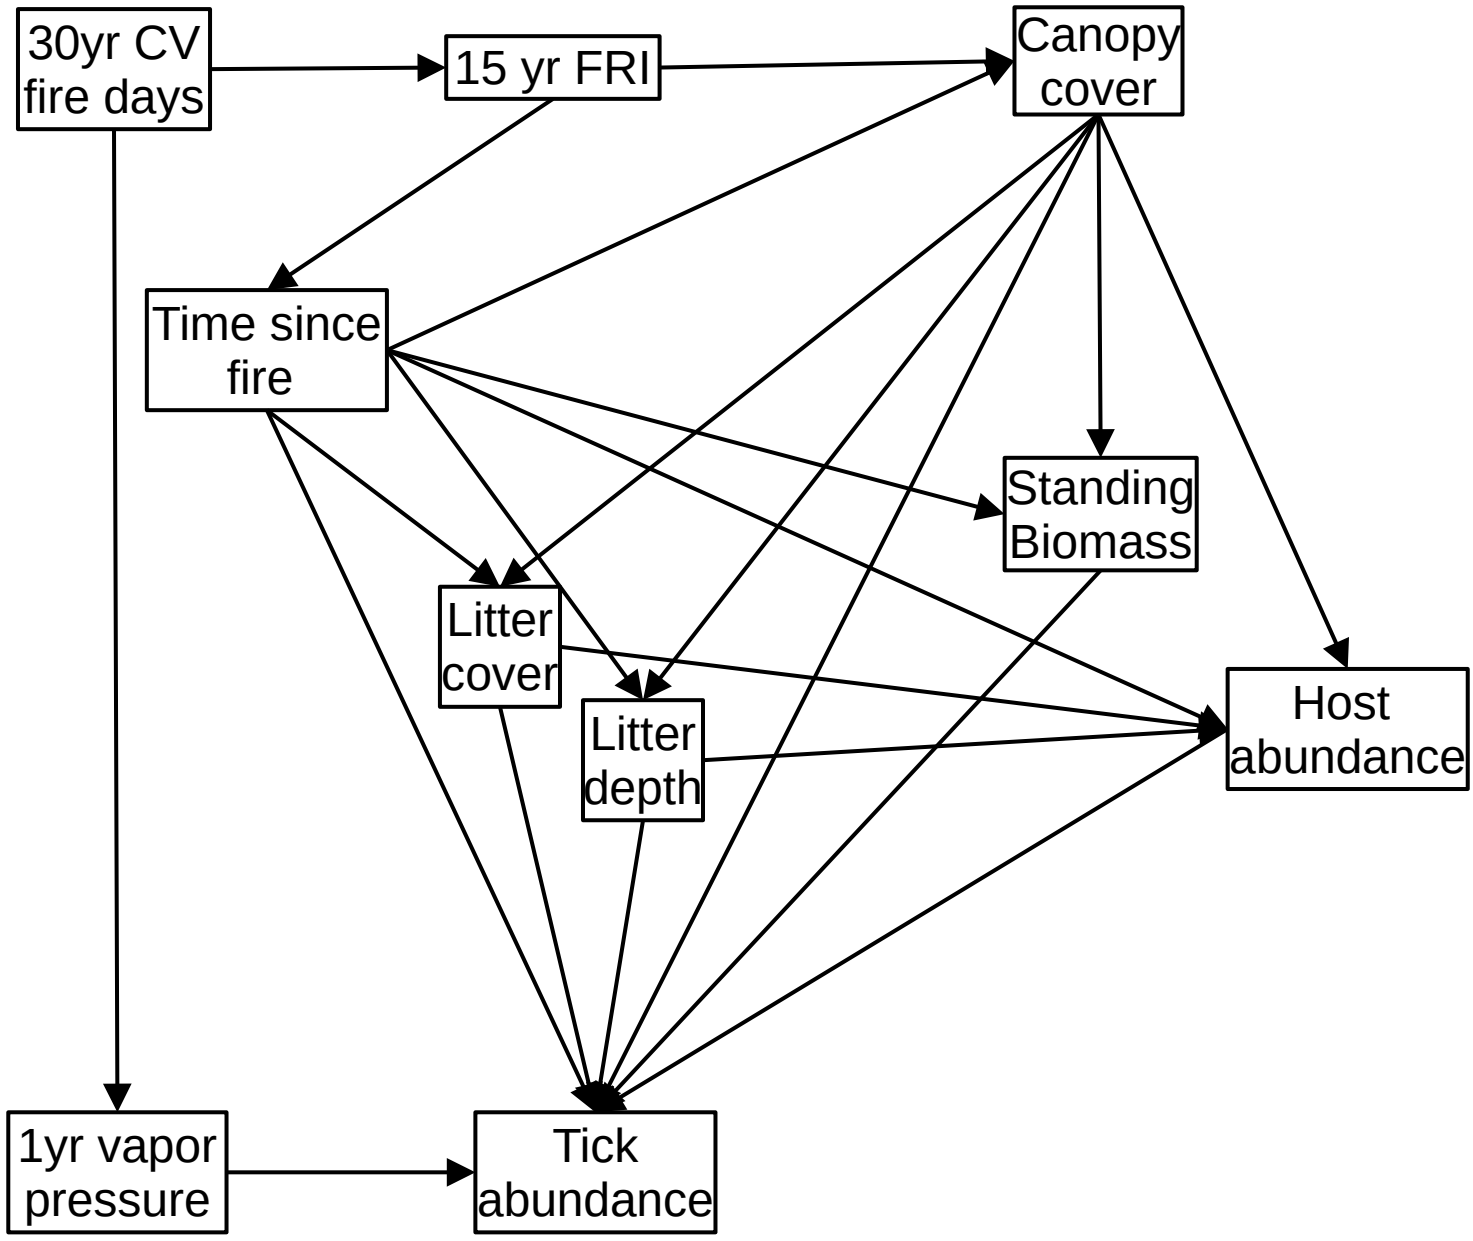 30yr CV
fire days
15 yr FRI
Canopy
cover
Time since
fire
Standing
Biomass
Litter
cover
Litter
depth
Host
abundance
1yr vapor
pressure
Tick
abundance